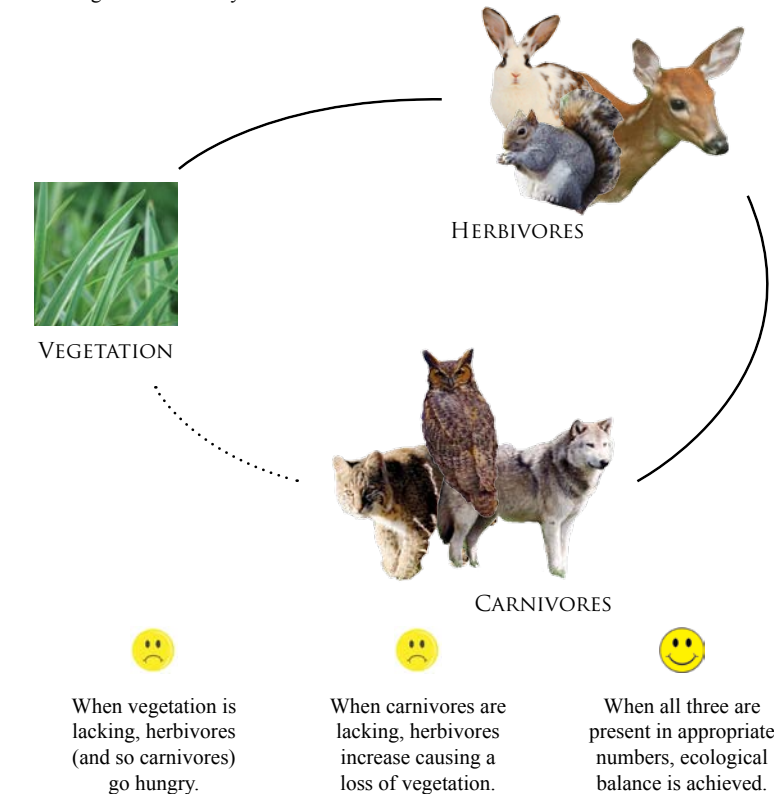 HERBIVORES
VEGETATION
CARNIVORES
When vegetation is
lacking, herbivores
(and so carnivores)
go hungry.
When carnivores are
lacking, herbivores
increase causing a
loss of vegetation.
When all three are
present in appropriate
numbers, ecological
balance is achieved.